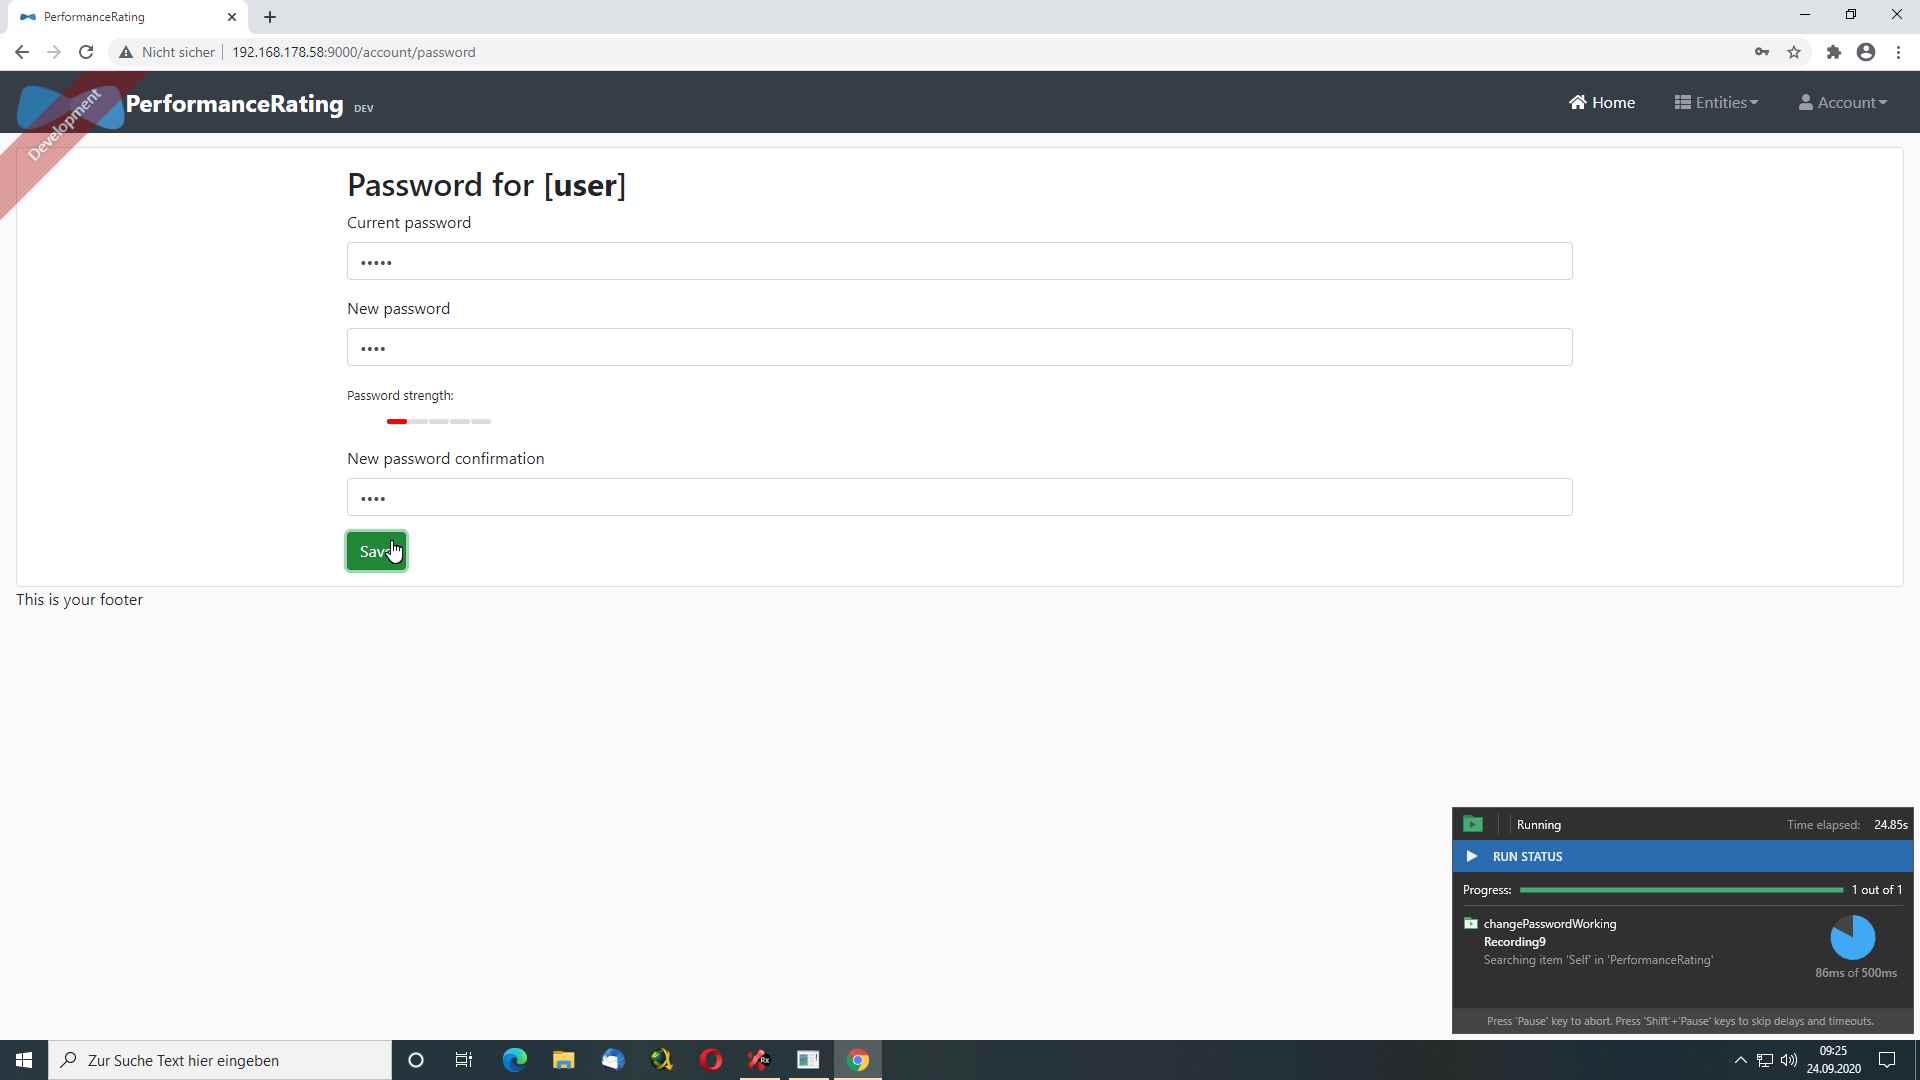 PerformanceRating
Nicht sicher
192.168.178.58:9000/account/password
Development
PerformanceRating DEV
Home
Entities
Account
Password for [user]
Current password
•••••
New password
••••
Password strength:
New password confirmation
••••
Save
This is your footer
Running
Time elapsed: 24.85s
RUN STATUS
Progress:
1 out of 1
changePasswordWorking
Recording9
Searching item 'Self' in 'PerformanceRating'
86ms of 500ms
Press 'Pause' key to abort. Press 'Shift'+'Pause' keys to skip delays and timeouts.
Zur Suche Text hier eingeben
Rx
09:25
24.09.2020